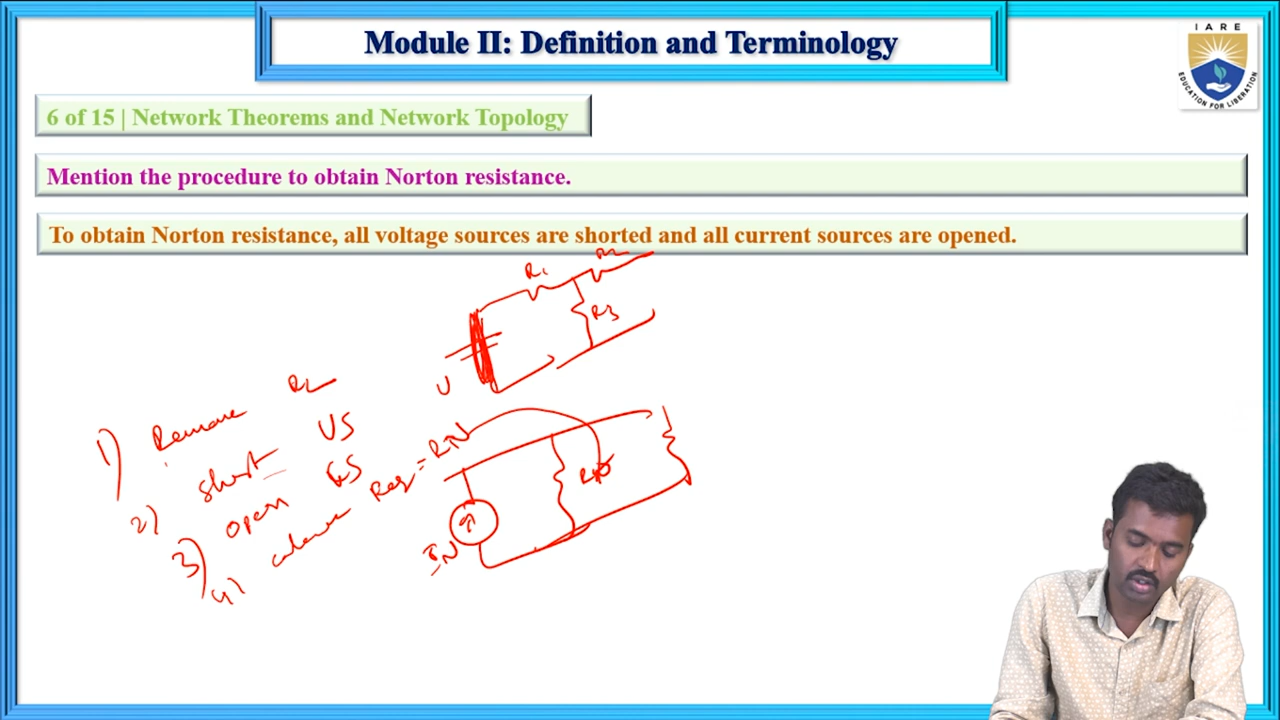 Module II: Definition and Terminology
IARE
EDUCATION FOR LIBERATION
6 of 15 | Network Theorems and Network Topology
Mention the procedure to obtain Norton resistance.
To obtain Norton resistance, all voltage sources are shorted and all current sources are opened.
R1
R2
R3
V
1) Remove RL
2) short VS
3) open
4) Req = RN
IN